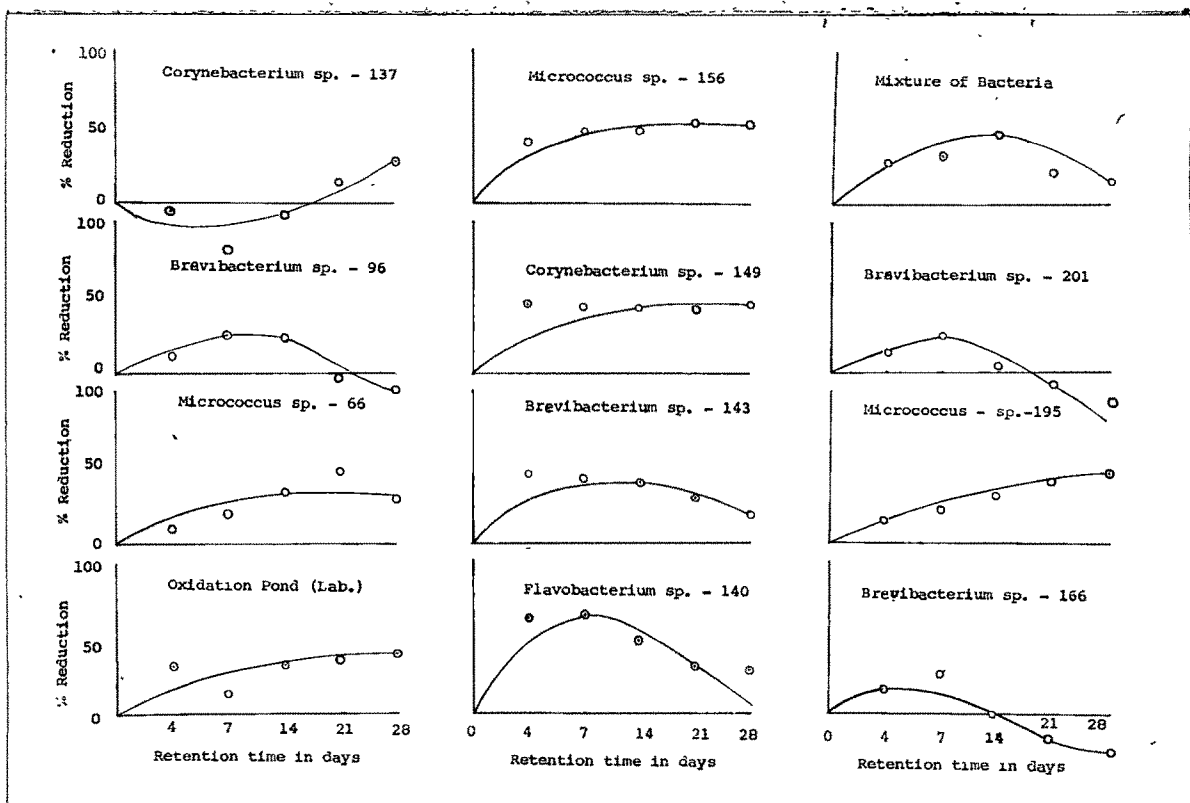 100
Corynebacterium sp. - 137
Micrococcus sp. - 156
Mixture of Bacteria
% Reduction
50
0
Bravibacterium sp. - 96
Corynebacterium sp. - 149
Bravibacterium sp. - 201
100
% Reduction
50
0
Micrococcus sp. - 66
Brevibacterium sp. - 143
Micrococcus - sp.-195
100
% Reduction
50
0
Oxidation Pond (Lab.)
Flavobacterium sp. - 140
Brevibacterium sp. - 166
100
% Reduction
50
0
4 7 14 21 28
0 4 7 14 21 28
0 4 7 14 21 28
Retention time in days
Retention time in days
Retention time in days